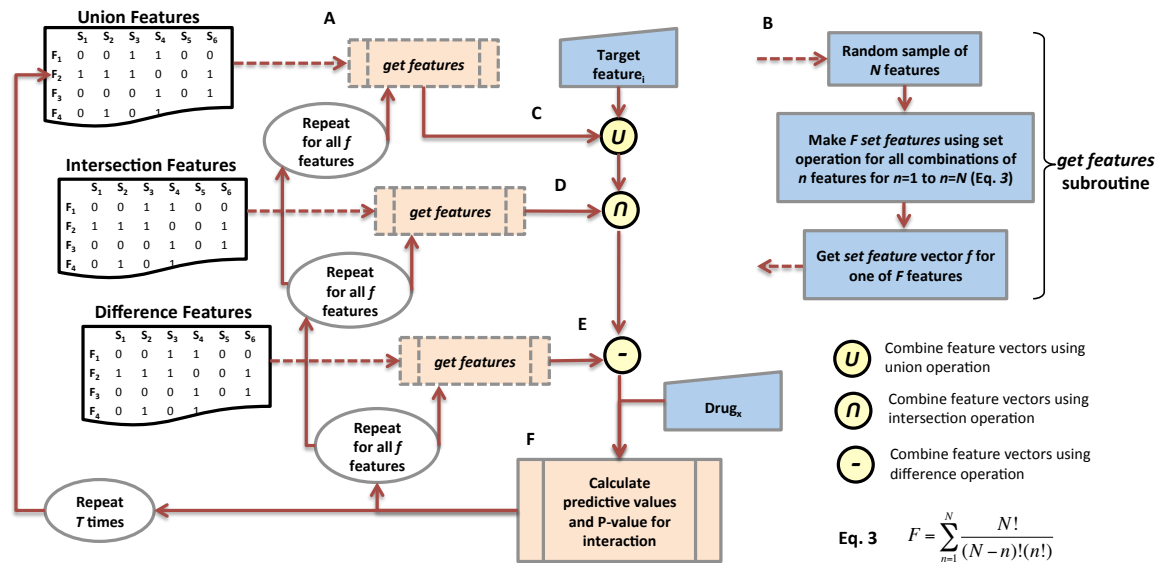 Union Features
S1 S2 S3 S4 S5 S6
F1 0 0 1 1 0 0
F2 1 1 1 0 0 1
F3 0 0 0 1 0 1
F4 0 1 0 1
Intersection Features
S1 S2 S3 S4 S5 S6
F1 0 0 1 1 0 0
F2 1 1 1 0 0 1
F3 0 0 0 1 0 1
F4 0 1 0 1
Difference Features
S1 S2 S3 S4 S5 S6
F1 0 0 1 1 0 0
F2 1 1 1 0 0 1
F3 0 0 0 1 0 1
F4 0 1 0 1
Repeat
T times
A
get features
Repeat
for all f
features
get features
Repeat
for all f
features
get features
Repeat
for all f
features
Target
featurei
C
U
D
∩
E
-
Drugx
F
Calculate
predictive values
and P-value for
interaction
B
Random sample of
N features
Make F set features using set
operation for all combinations of
n features for n=1 to n=N (Eq. 3)
Get set feature vector f for
one of F features
get features
subroutine
U
Combine feature vectors using
union operation
∩
Combine feature vectors using
intersection operation
-
Combine feature vectors using
difference operation
Eq. 3 F = ∑_{n=1}^{N} N! / (N − n)!(n!)